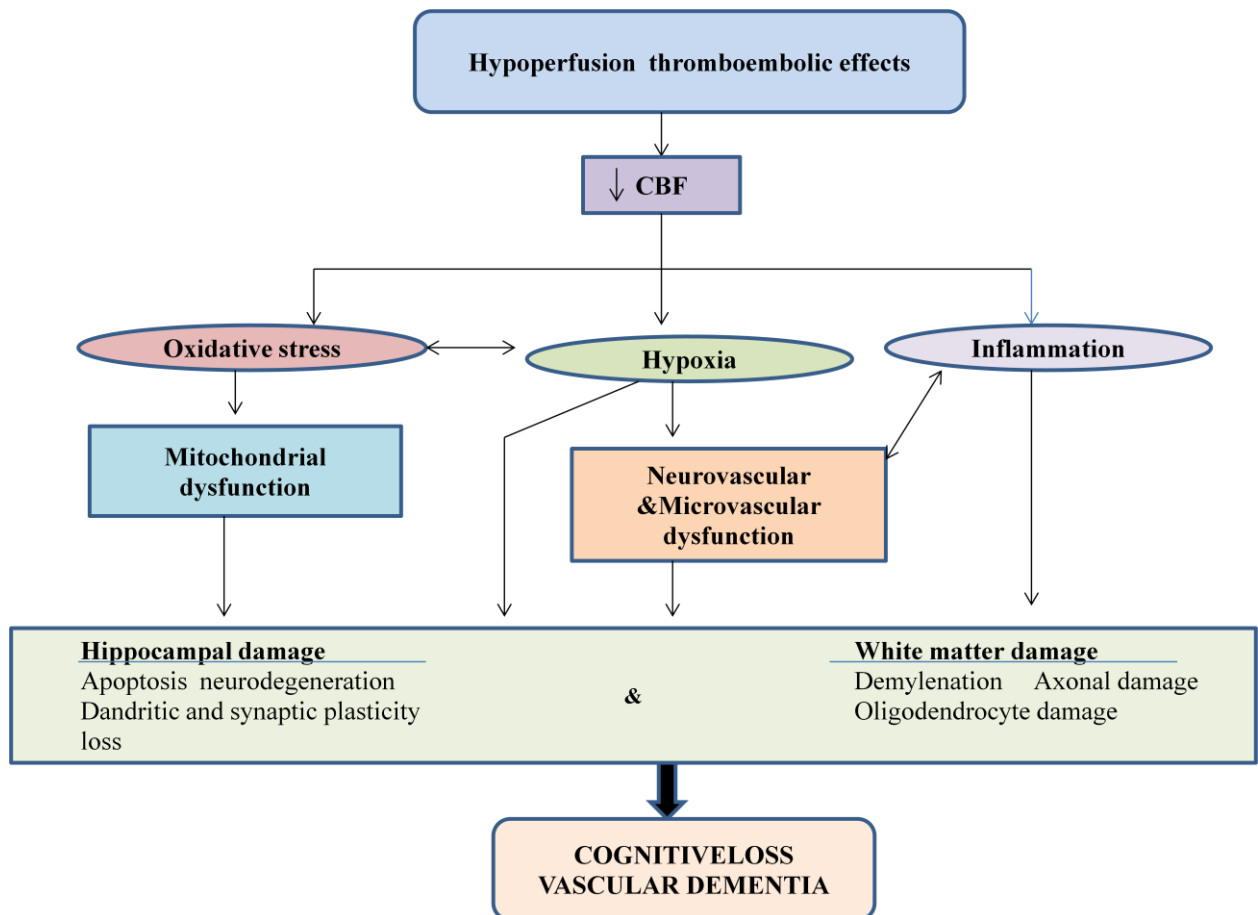 Hypoperfusion thromboembolic effects
↓ CBF
Oxidative stress
Hypoxia
Inflammation
Mitochondrial
dysfunction
Neurovascular
&Microvascular
dysfunction
Hippocampal damage
Apoptosis neurodegeneration
Dandritic and synaptic plasticity
loss
&
White matter damage
Demylenation Axonal damage
Oligodendrocyte damage
COGNITIVELOSS
VASCULAR DEMENTIA